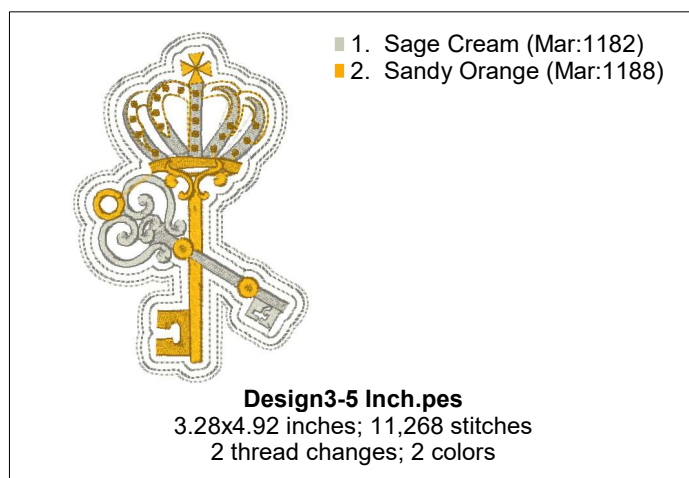 1. Sage Cream (Mar:1182)
2. Sandy Orange (Mar:1188)
Design3-5 Inch.pes
3.28x4.92 inches; 11,268 stitches
2 thread changes; 2 colors